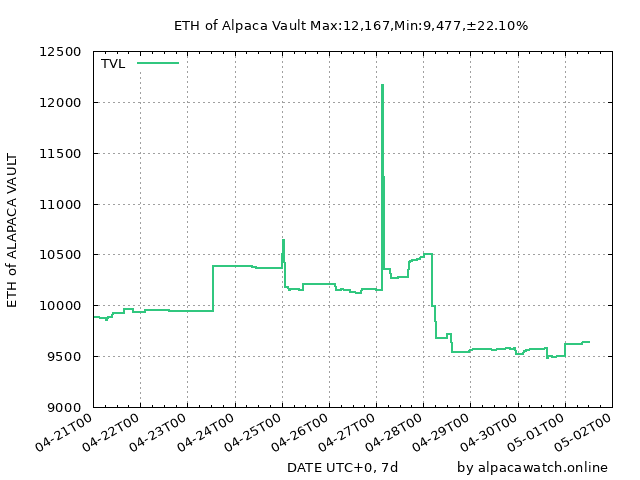 ETH of Alpaca Vault Max:12,167,Min:9,477,±22.10%
12500
TVL
12000
11500
11000
10500
10000
9500
9000
ETH of ALAPACA VAULT
04-21T00
04-22T00
04-23T00
04-24T00
04-25T00
04-26T00
04-27T00
04-28T00
04-29T00
04-30T00
05-01T00
05-02T00
DATE UTC+0, 7d
by alpacawatch.online